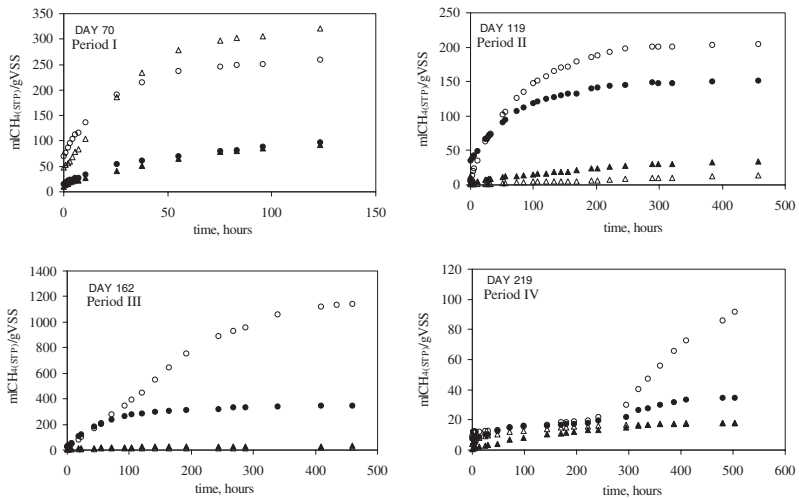 DAY 70
Period I
mlCH4(STP)/gVSS
350
300
250
200
150
100
50
0
0 50 100 150
time, hours
DAY 119
Period II
mlCH4(STP)/gVSS
250
200
150
100
50
0
0 100 200 300 400 500
time, hours
DAY 162
Period III
mlCH4(STP)/gVSS
1400
1200
1000
800
600
400
200
0
0 100 200 300 400 500
time, hours
DAY 219
Period IV
mlCH4(STP)/gVSS
120
100
80
60
40
20
0
0 100 200 300 400 500 600
time, hours